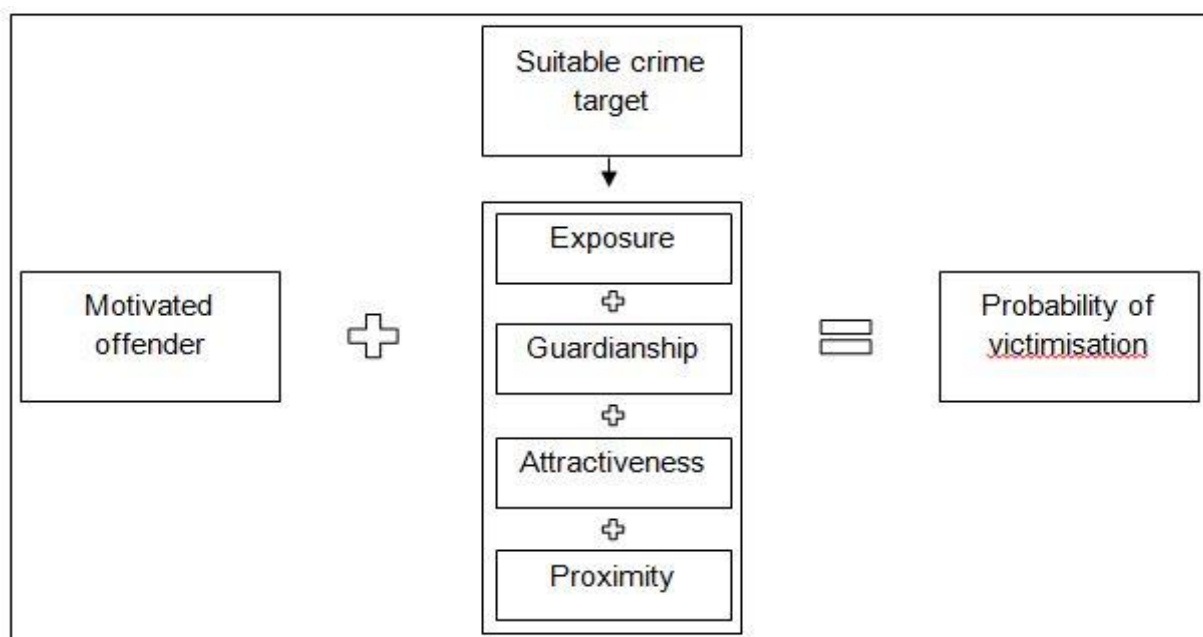 Suitable crime
target
Motivated
offender
Exposure
Guardianship
Attractiveness
Proximity
Probability of
victimisation